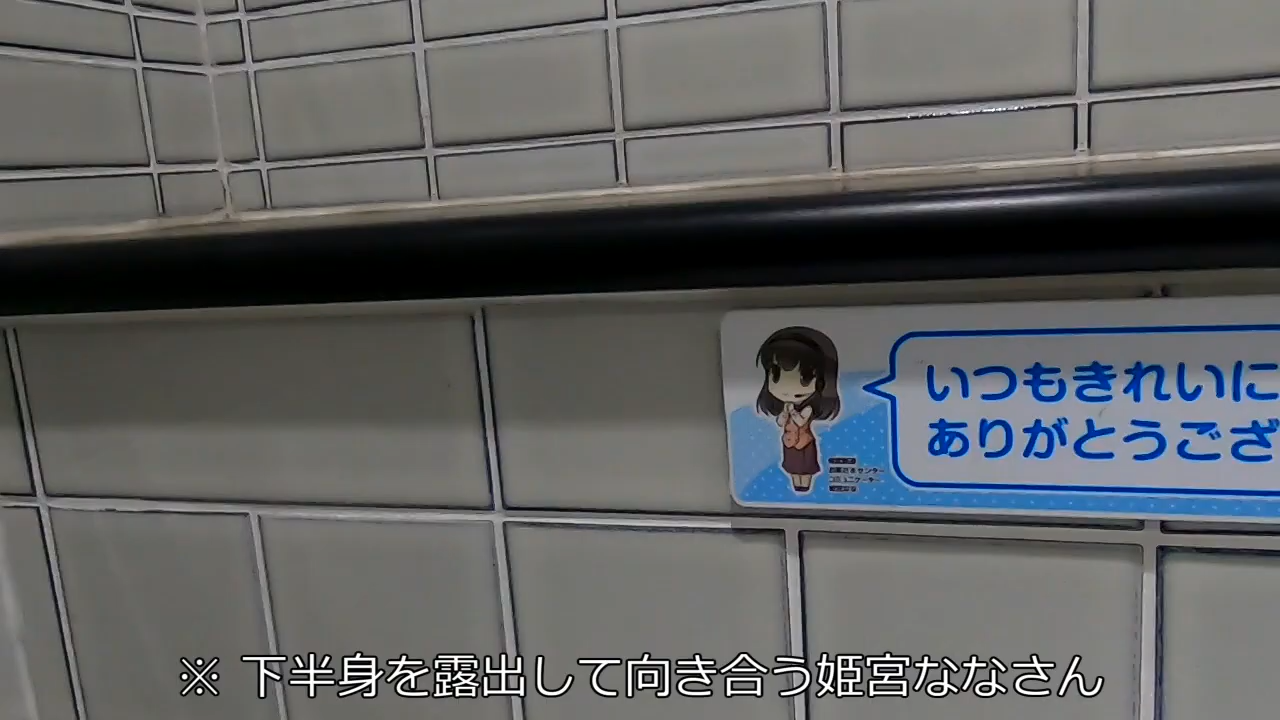 いつもきれいに
ありがとうござ
※ 下半身を露出して向き合う姫宮ななさん